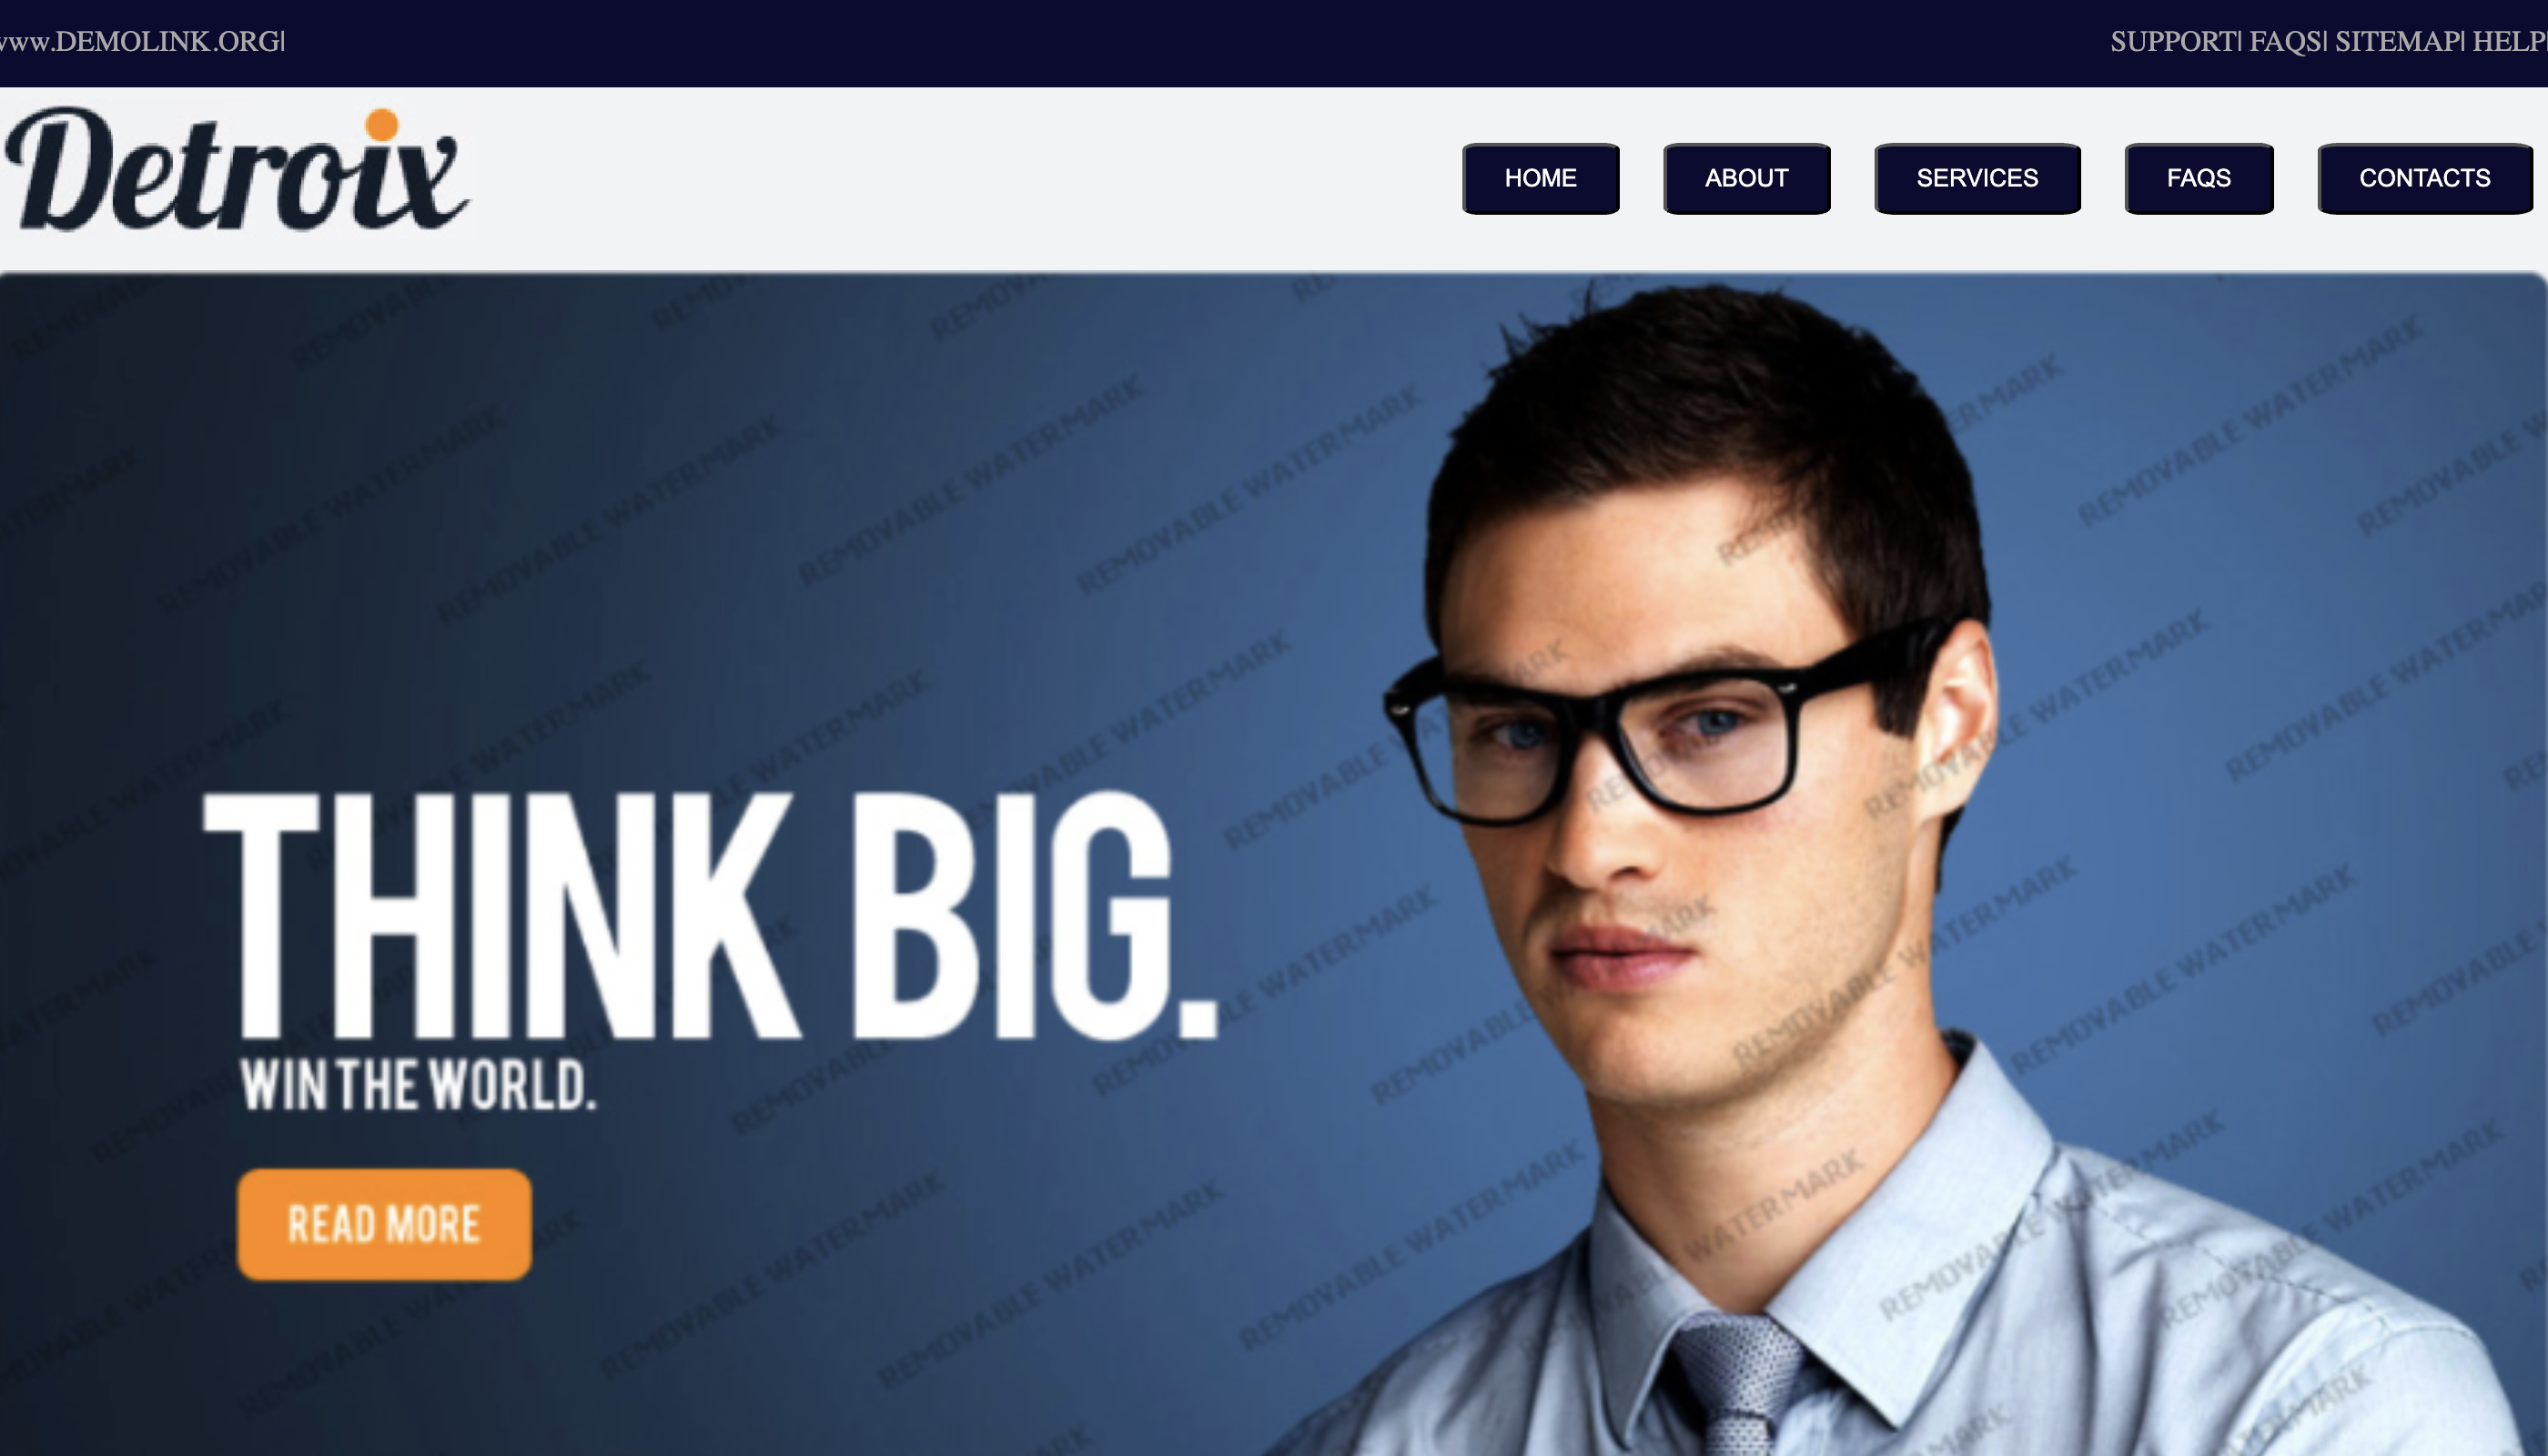 www.DEMOLINK.ORG|
SUPPORT| FAQS| SITEMAP| HELP
Detroix
HOME
ABOUT
SERVICES
FAQS
CONTACTS
THINK BIG.
WIN THE WORLD.
READ MORE
REMOVABLE WATERMARK